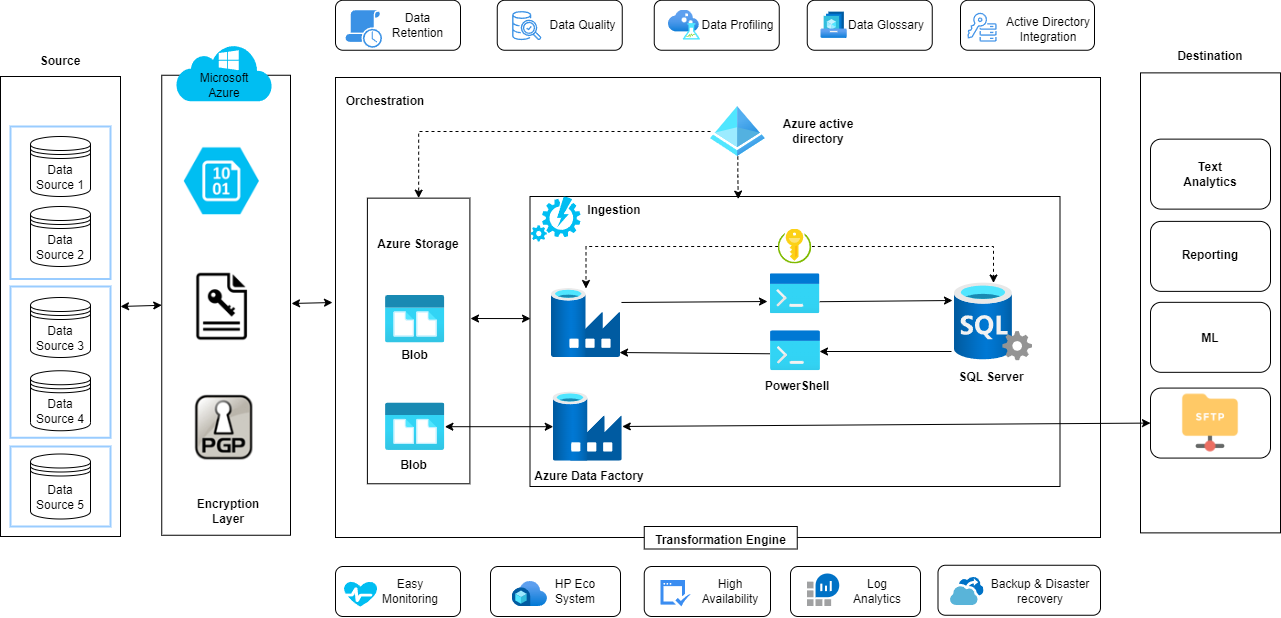 Data
Retention
Data Quality
Data Profiling
Data Glossary
Active Directory
Integration
Source
Microsoft
Azure
Destination
Orchestration
Azure active
directory
Data
Source 1
Data
Source 2
Data
Source 3
Data
Source 4
Data
Source 5
10
01
PGP
Encryption
Layer
Azure Storage
Blob
Blob
Ingestion
PowerShell
SQL
SQL Server
Azure Data Factory
Text
Analytics
Reporting
ML
SFTP
Transformation Engine
Easy
Monitoring
HP Eco
System
High
Availability
Log
Analytics
Backup & Disaster
recovery